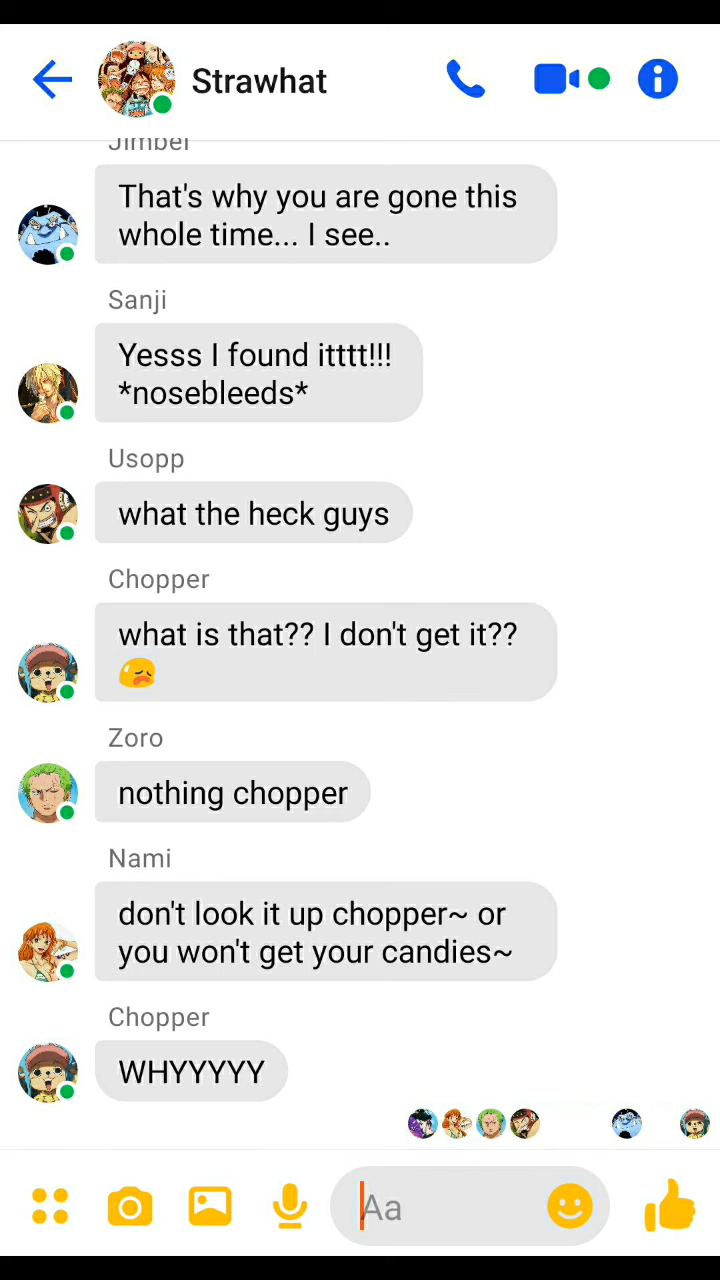 Strawhat
Jimbei
That's why you are gone this
whole time... I see..
Sanji
Yesss I found itttt!!!
*nosebleeds*
Usopp
what the heck guys
Chopper
what is that?? I don't get it??
😥
Zoro
nothing chopper
Nami
don't look it up chopper~ or
you won't get your candies~
Chopper
WHYYYYY
Aa